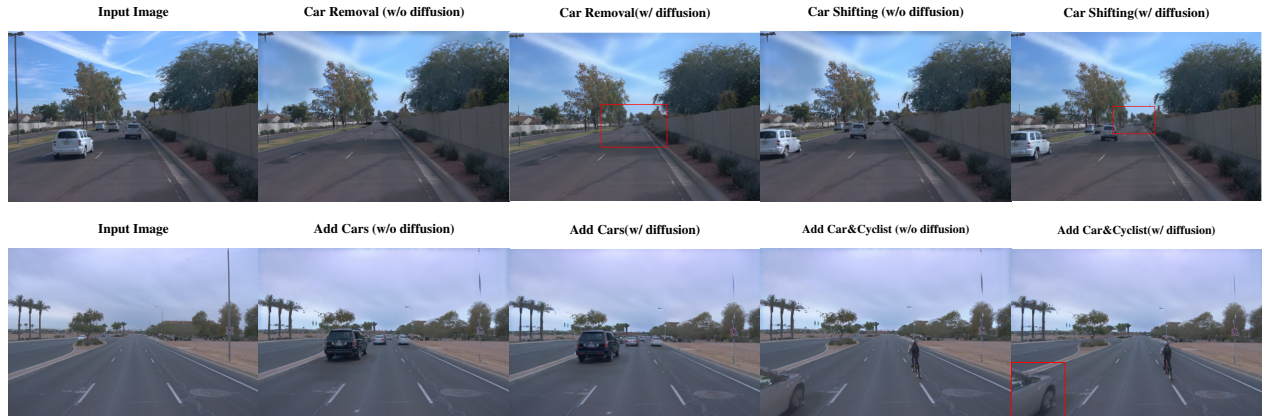 Input Image
Car Removal (w/o diffusion)
Car Removal(w/ diffusion)
Car Shifting (w/o diffusion)
Car Shifting(w/ diffusion)
Input Image
Add Cars (w/o diffusion)
Add Cars(w/ diffusion)
Add Car&Cyclist (w/o diffusion)
Add Car&Cyclist(w/ diffusion)